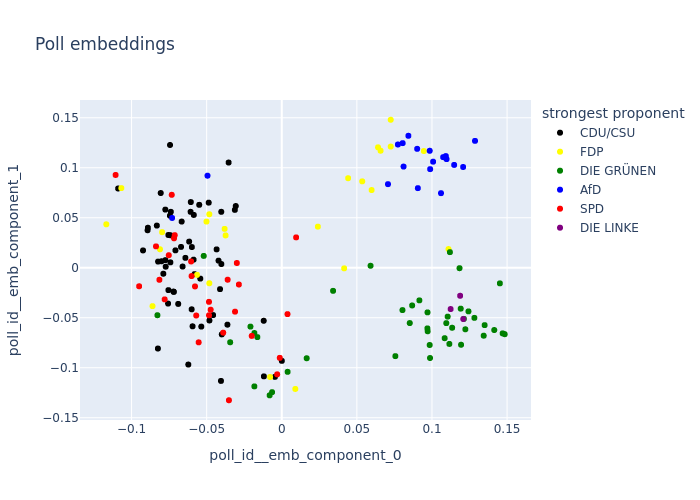 Poll embeddings
strongest proponent
CDU/CSU
FDP
DIE GRÜNEN
AfD
SPD
DIE LINKE
poll_id__emb_component_1
0.15
0.1
0.05
0
−0.05
−0.1
−0.15
−0.1
−0.05
0
0.05
0.1
0.15
poll_id__emb_component_0